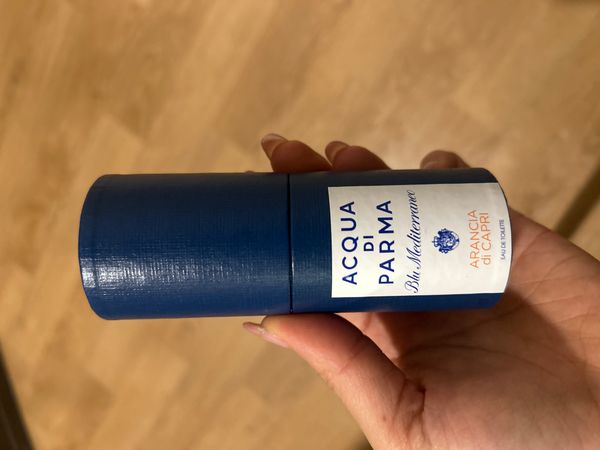 ACQUA
DI
PARMA
Blu Mediterraneo
ARANCIA
di CAPRI
EAU DE TOILETTE